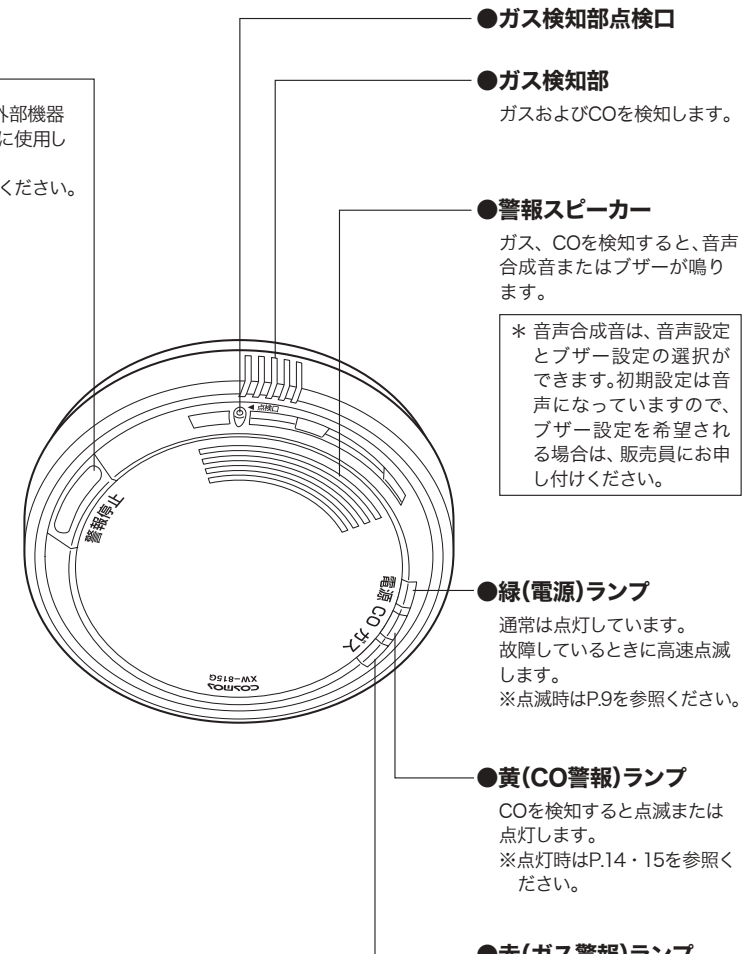 ●ガス検知部点検口
●ガス検知部
ガスおよびCOを検知します。
外部機器
に使用し
ください。
●警報スピーカー
ガス、COを検知すると、音声
合成音またはブザーが鳴り
ます。
＊ 音声合成音は、音声設定
とブザー設定の選択が
できます。初期設定は音
声になっていますので、
ブザー設定を希望され
る場合は、販売員にお申
し付けください。
◀ 点検口
警報停止
電源 CO ガス
COSMOS
XW-815G
●緑(電源)ランプ
通常は点灯しています。
故障しているときに高速点滅
します。
※点滅時はP.9を参照ください。
●黄(CO警報)ランプ
COを検知すると点滅または
点灯します。
※点灯時はP.14・15を参照く
ださい。
●赤(ガス警報)ランプ